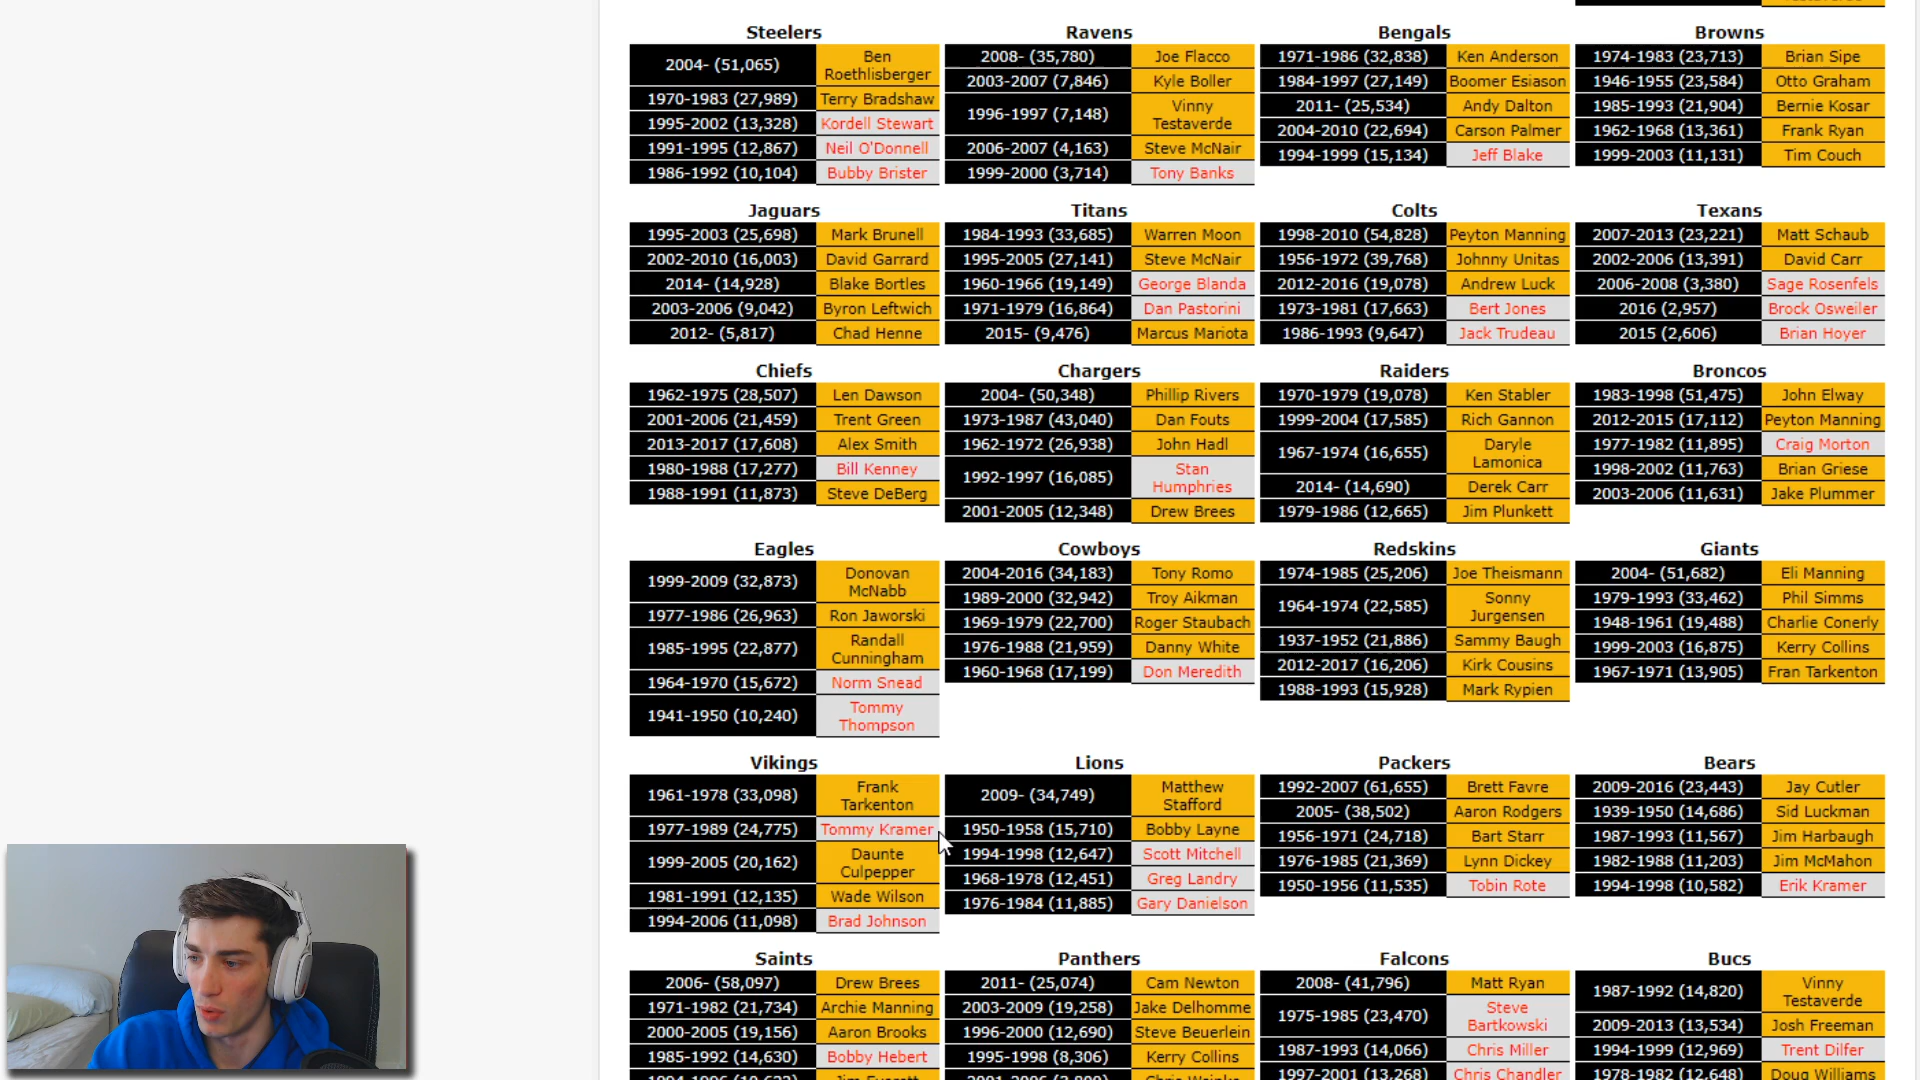 Steelers
2004- (51,065) Ben Roethlisberger
1970-1983 (27,989) Terry Bradshaw
1995-2002 (13,328) Kordell Stewart
1991-1995 (12,867) Neil O'Donnell
1986-1992 (10,104) Bubby Brister
Ravens
2008- (35,780) Joe Flacco
2003-2007 (7,846) Kyle Boller
1996-1997 (7,148) Vinny Testaverde
2006-2007 (4,163) Steve McNair
1999-2000 (3,714) Tony Banks
Bengals
1971-1986 (32,838) Ken Anderson
1984-1997 (27,149) Boomer Esiason
2011- (25,534) Andy Dalton
2004-2010 (22,694) Carson Palmer
1994-1999 (15,134) Jeff Blake
Browns
1974-1983 (23,713) Brian Sipe
1946-1955 (23,584) Otto Graham
1985-1993 (21,904) Bernie Kosar
1962-1968 (13,361) Frank Ryan
1999-2003 (11,131) Tim Couch
Jaguars
1995-2003 (25,698) Mark Brunell
2002-2010 (16,003) David Garrard
2014- (14,928) Blake Bortles
2003-2006 (9,042) Byron Leftwich
2012- (5,817) Chad Henne
Titans
1984-1993 (33,685) Warren Moon
1995-2005 (27,141) Steve McNair
1960-1966 (19,149) George Blanda
1971-1979 (16,864) Dan Pastorini
2015- (9,476) Marcus Mariota
Colts
1998-2010 (54,828) Peyton Manning
1956-1972 (39,768) Johnny Unitas
2012-2016 (19,078) Andrew Luck
1973-1981 (17,663) Bert Jones
1986-1993 (9,647) Jack Trudeau
Texans
2007-2013 (23,221) Matt Schaub
2002-2006 (13,391) David Carr
2006-2008 (3,380) Sage Rosenfels
2016 (2,957) Brock Osweiler
2015 (2,606) Brian Hoyer
Chiefs
1962-1975 (28,507) Len Dawson
2001-2006 (21,459) Trent Green
2013-2017 (17,608) Alex Smith
1980-1988 (17,277) Bill Kenney
1988-1991 (11,873) Steve DeBerg
Chargers
2004- (50,348) Phillip Rivers
1973-1987 (43,040) Dan Fouts
1962-1972 (26,938) John Hadl
1992-1997 (16,085) Stan Humphries
2001-2005 (12,348) Drew Brees
Raiders
1970-1979 (19,078) Ken Stabler
1999-2004 (17,585) Rich Gannon
1967-1974 (16,655) Daryle Lamonica
2014- (14,690) Derek Carr
1979-1986 (12,665) Jim Plunkett
Broncos
1983-1998 (51,475) John Elway
2012-2015 (17,112) Peyton Manning
1977-1982 (11,895) Craig Morton
1998-2002 (11,763) Brian Griese
2003-2006 (11,631) Jake Plummer
Eagles
1999-2009 (32,873) Donovan McNabb
1977-1986 (26,963) Ron Jaworski
1985-1995 (22,877) Randall Cunningham
1964-1970 (15,672) Norm Snead
1941-1950 (10,240) Tommy Thompson
Cowboys
2004-2016 (34,183) Tony Romo
1989-2000 (32,942) Troy Aikman
1969-1979 (22,700) Roger Staubach
1976-1988 (21,959) Danny White
1960-1968 (17,199) Don Meredith
Redskins
1974-1985 (25,206) Joe Theismann
1964-1974 (22,585) Sonny Jurgensen
1937-1952 (21,886) Sammy Baugh
2012-2017 (16,206) Kirk Cousins
1988-1993 (15,928) Mark Rypien
Giants
2004- (51,682) Eli Manning
1979-1993 (33,462) Phil Simms
1948-1961 (19,488) Charlie Conerly
1999-2003 (16,875) Kerry Collins
1967-1971 (13,905) Fran Tarkenton
Vikings
1961-1978 (33,098) Frank Tarkenton
1977-1989 (24,775) Tommy Kramer
1999-2005 (20,162) Daunte Culpepper
1981-1991 (12,135) Wade Wilson
1994-2006 (11,098) Brad Johnson
Lions
2009- (34,749) Matthew Stafford
1950-1958 (15,710) Bobby Layne
1994-1998 (12,647) Scott Mitchell
1968-1978 (12,451) Greg Landry
1976-1984 (11,885) Gary Danielson
Packers
1992-2007 (61,655) Brett Favre
2005- (38,502) Aaron Rodgers
1956-1971 (24,718) Bart Starr
1976-1985 (21,369) Lynn Dickey
1950-1956 (11,535) Tobin Rote
Bears
2009-2016 (23,443) Jay Cutler
1939-1950 (14,686) Sid Luckman
1987-1993 (11,567) Jim Harbaugh
1982-1988 (11,203) Jim McMahon
1994-1998 (10,582) Erik Kramer
Saints
2006- (58,097) Drew Brees
1971-1982 (21,734) Archie Manning
2000-2005 (19,156) Aaron Brooks
1985-1992 (14,630) Bobby Hebert
Panthers
2011- (25,074) Cam Newton
2003-2009 (19,258) Jake Delhomme
1996-2000 (12,690) Steve Beuerlein
1995-1998 (8,306) Kerry Collins
Falcons
2008- (41,796) Matt Ryan
1975-1985 (23,470) Steve Bartkowski
1987-1993 (14,066) Chris Miller
1997-2001 (13,268) Chris Chandler
Bucs
1987-1992 (14,820) Vinny Testaverde
2009-2013 (13,534) Josh Freeman
1994-1999 (12,969) Trent Dilfer
1978-1982 (12,648) Doug Williams